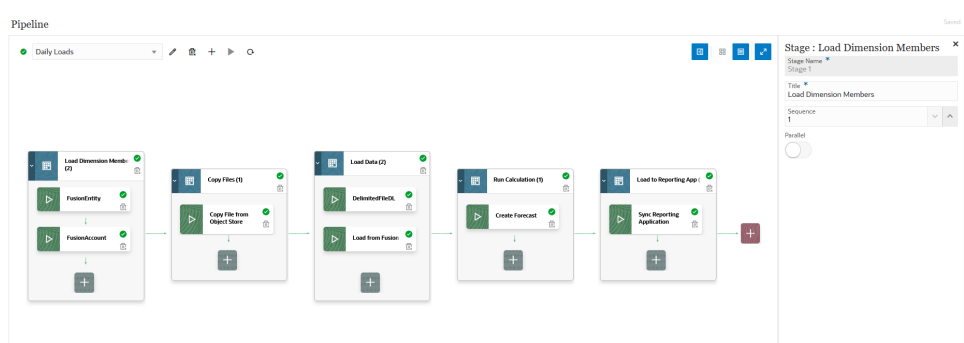 Pipeline
Saved
Daily Loads
Stage : Load Dimension Members
Stage Name *
Stage 1
Title *
Load Dimension Members
Sequence
1
Parallel
Load Dimension Membe
(2)
FusionEntity
FusionAccount
Copy Files (1)
Copy File from
Object Store
Load Data (2)
DelimitedFileDL
Load from Fusion
Run Calculation (1)
Create Forecast
Load to Reporting App (
Sync Reporting
Application